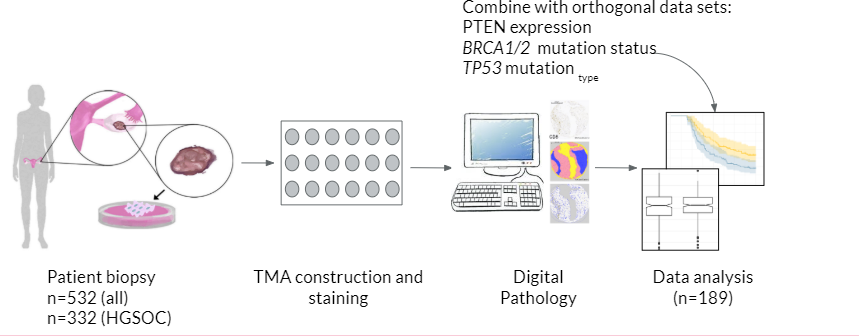 Combine with orthogonal data sets:
PTEN expression
BRCA1/2 mutation status
TP53 mutation type
CD8
Patient biopsy
n=532 (all)
n=332 (HGSOC)
TMA construction and
staining
Digital
Pathology
Data analysis
(n=189)